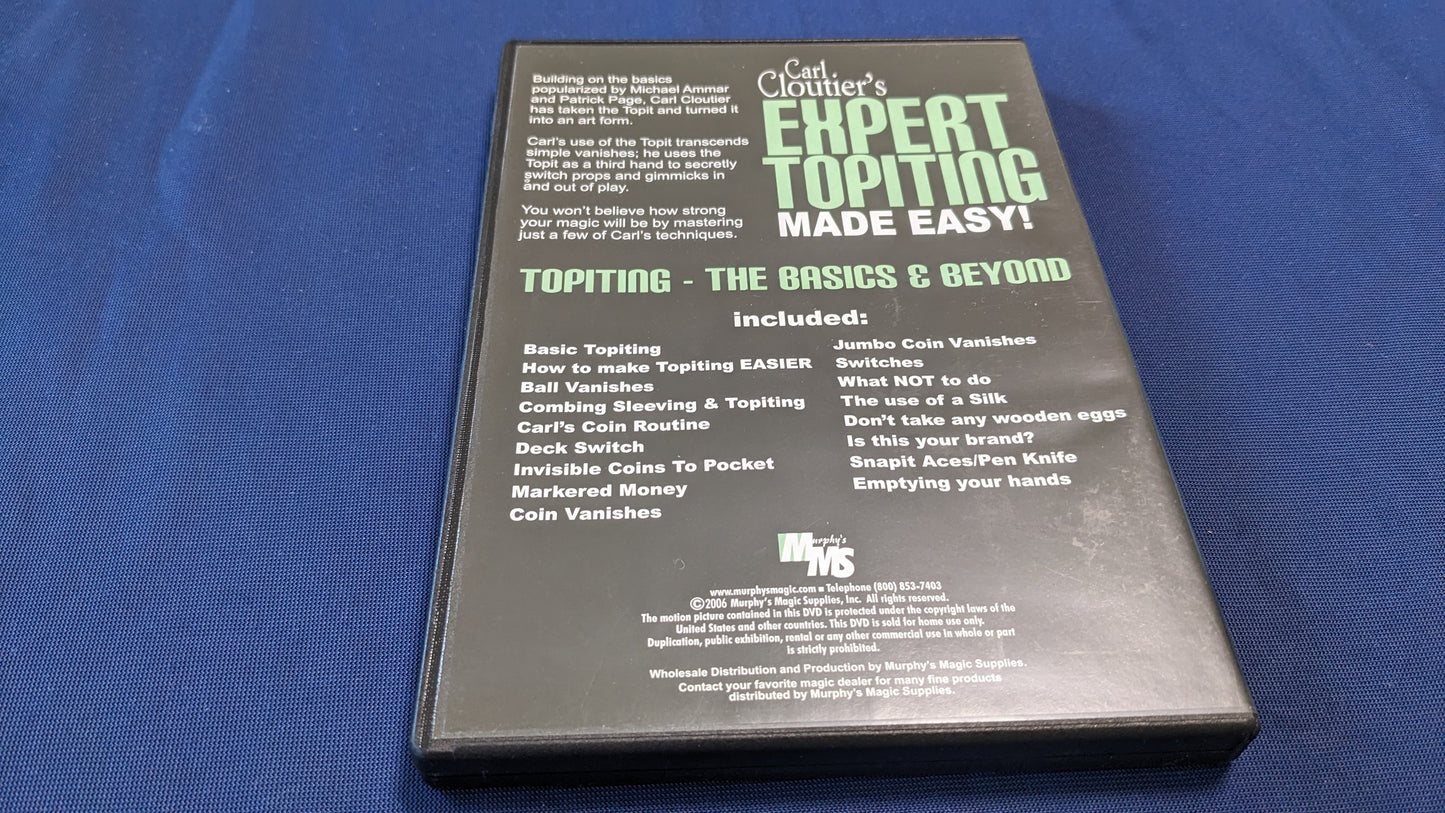 Building on the basics
popularized by Michael Ammar
and Patrick Page, Carl Cloutier
has taken the Topit and turned it
into an art form.
Carl's use of the Topit transcends
simple vanishes; he uses the
Topit as a third hand to secretly
switch props and gimmicks in
and out of play.
You won't believe how strong
your magic will be by mastering
just a few of Carl's techniques.
Carl
Cloutier's
EXPERT
TOPITING
MADE EASY!
TOPITING - THE BASICS & BEYOND
included:
Basic Topiting
How to make Topiting EASIER
Ball Vanishes
Combing Sleeving & Topiting
Carl's Coin Routine
Deck Switch
Invisible Coins To Pocket
Markered Money
Coin Vanishes
Jumbo Coin Vanishes
Switches
What NOT to do
The use of a Silk
Don't take any wooden eggs
Is this your brand?
Snapit Aces/Pen Knife
Emptying your hands
Murphy's
MS
www.murphysmagic.com ■ Telephone (800) 853-7403
©2006 Murphy's Magic Supplies, Inc. All rights reserved.
The motion picture contained in this DVD is protected under the copyright laws of the
United States and other countries. This DVD is sold for home use only.
Duplication, public exhibition, rental or any other commercial use in whole or part
is strictly prohibited.
Wholesale Distribution and Production by Murphy's Magic Supplies.
Contact your favorite magic dealer for many fine products
distributed by Murphy's Magic Supplies.